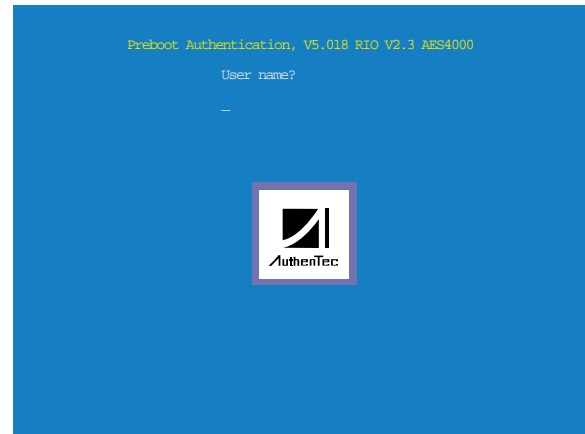 Preboot Authentication, V5.018 RIO V2.3 AES4000
User name?
_
AuthenTec